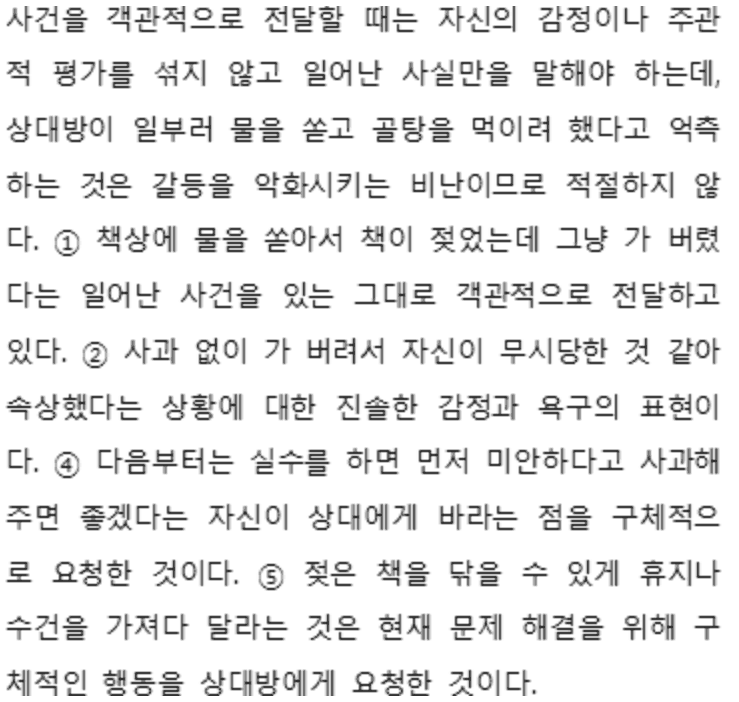 사건을 객관적으로 전달할 때는 자신의 감정이나 주관
적 평가를 섞지 않고 일어난 사실만을 말해야 하는데,
상대방이 일부러 물을 쏟고 골탕을 먹이려 했다고 억측
하는 것은 갈등을 악화시키는 비난이므로 적절하지 않
다. ① 책상에 물을 쏟아서 책이 젖었는데 그냥 가 버렸
다는 일어난 사건을 있는 그대로 객관적으로 전달하고
있다. ② 사과 없이 가 버려서 자신이 무시당한 것 같아
속상했다는 상황에 대한 진솔한 감정과 욕구의 표현이
다. ④ 다음부터는 실수를 하면 먼저 미안하다고 사과해
주면 좋겠다는 자신이 상대에게 바라는 점을 구체적으
로 요청한 것이다. ⑤ 젖은 책을 닦을 수 있게 휴지나
수건을 가져다 달라는 것은 현재 문제 해결을 위해 구
체적인 행동을 상대방에게 요청한 것이다.